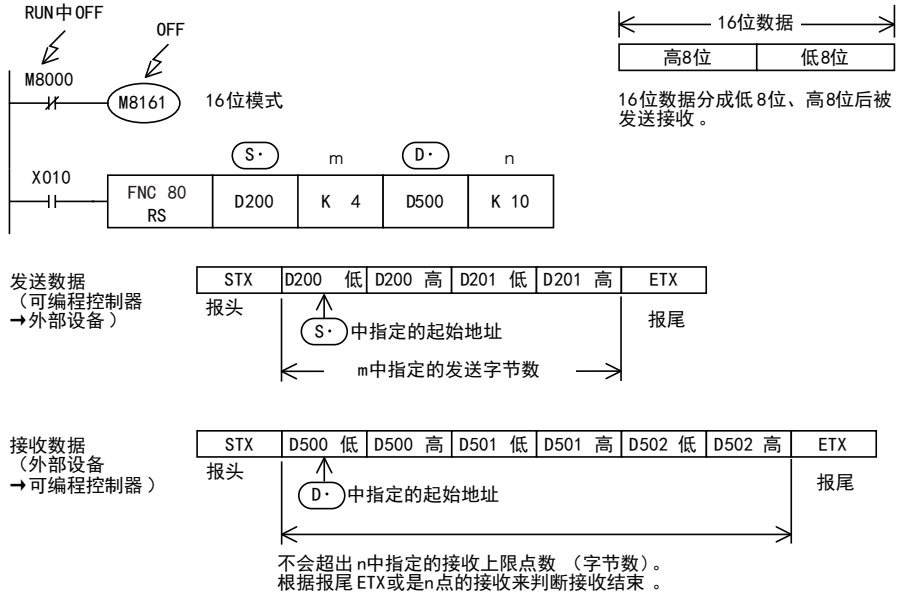 RUN中OFF
OFF
M8000
M8161
16位模式
16位数据
高8位 低8位
16位数据分成低8位、高8位后被
发送接收。
S· m D· n
X010
FNC 80
RS
D200 K 4 D500 K 10
发送数据
(可编程控制器
→外部设备)
STX D200 低 D200 高 D201 低 D201 高 ETX
报头
S·中指定的起始地址
报尾
m中指定的发送字节数
接收数据
(外部设备
→可编程控制器)
STX D500 低 D500 高 D501 低 D501 高 D502 低 D502 高 ETX
报头
D·中指定的起始地址
报尾
不会超出n中指定的接收上限点数 (字节数)。
根据报尾ETX或是n点的接收来判断接收结束。